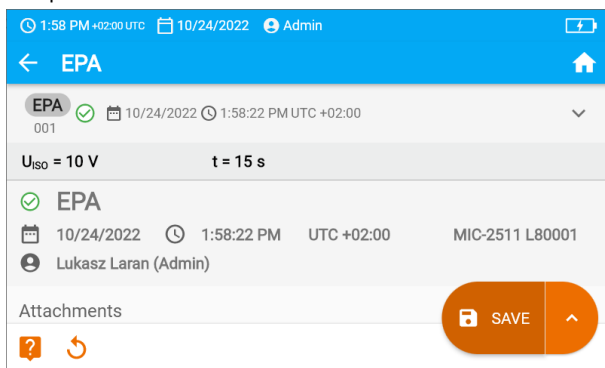 1:58 PM +02:00 UTC 10/24/2022 Admin
EPA
EPA 10/24/2022 1:58:22 PM UTC +02:00
001
UISO = 10 V t = 15 s
EPA
10/24/2022 1:58:22 PM UTC +02:00 MIC-2511 L80001
Lukasz Laran (Admin)
Attachments
SAVE
?